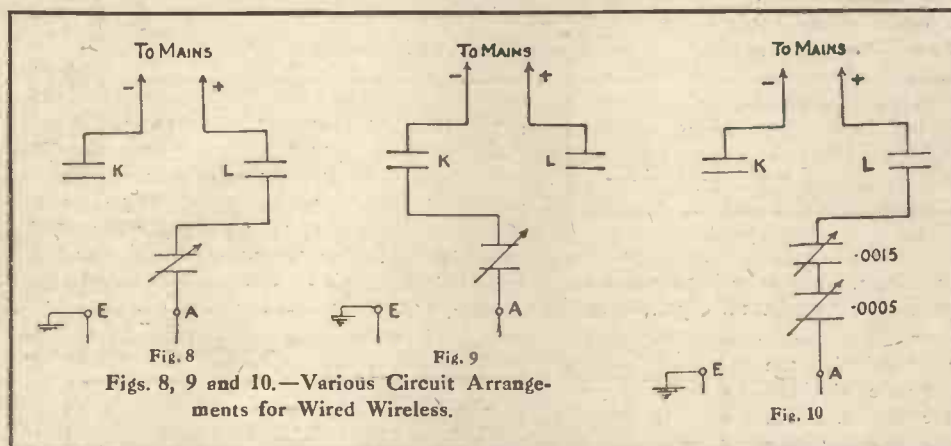 To Mains
- +
K L
E A
Fig. 8
To Mains
- +
K L
E A
Fig. 9
Figs. 8, 9 and 10.—Various Circuit Arrange-
ments for Wired Wireless.
To Mains
- +
K L
·0015
·0005
E A
Fig. 10